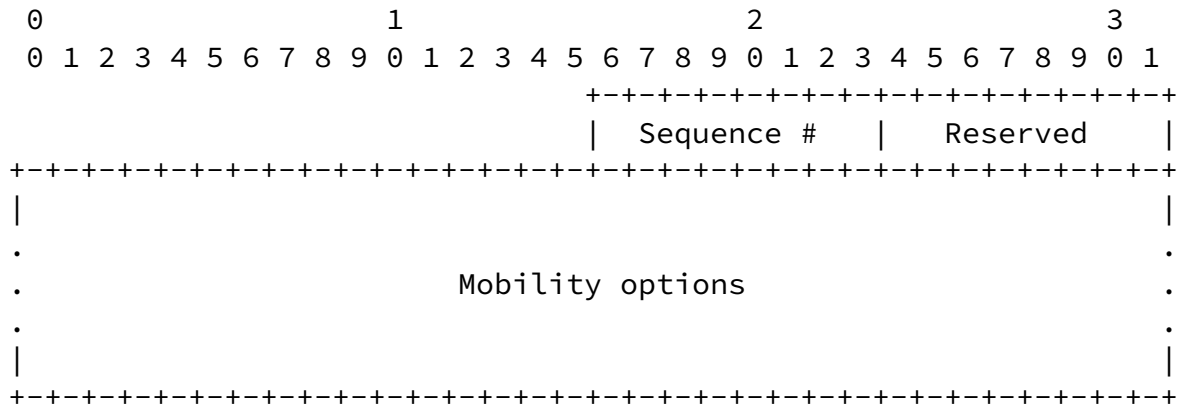 0                   1                   2                   3
 0 1 2 3 4 5 6 7 8 9 0 1 2 3 4 5 6 7 8 9 0 1 2 3 4 5 6 7 8 9 0 1
                                +-+-+-+-+-+-+-+-+-+-+-+-+-+-+-+-+
                                |  Sequence #   |   Reserved    |
+-+-+-+-+-+-+-+-+-+-+-+-+-+-+-+-+-+-+-+-+-+-+-+-+-+-+-+-+-+-+-+-+
|                                                               |
.                                                               .
.                        Mobility options                       .
.                                                               .
|                                                               |
+-+-+-+-+-+-+-+-+-+-+-+-+-+-+-+-+-+-+-+-+-+-+-+-+-+-+-+-+-+-+-+-+